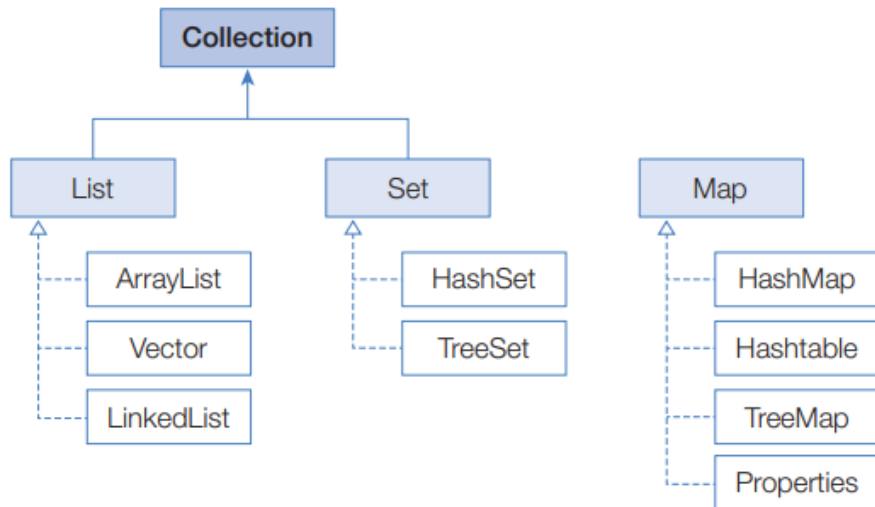 Collection
List
Set
Map
ArrayList
HashSet
HashMap
Vector
TreeSet
Hashtable
LinkedList
TreeMap
Properties